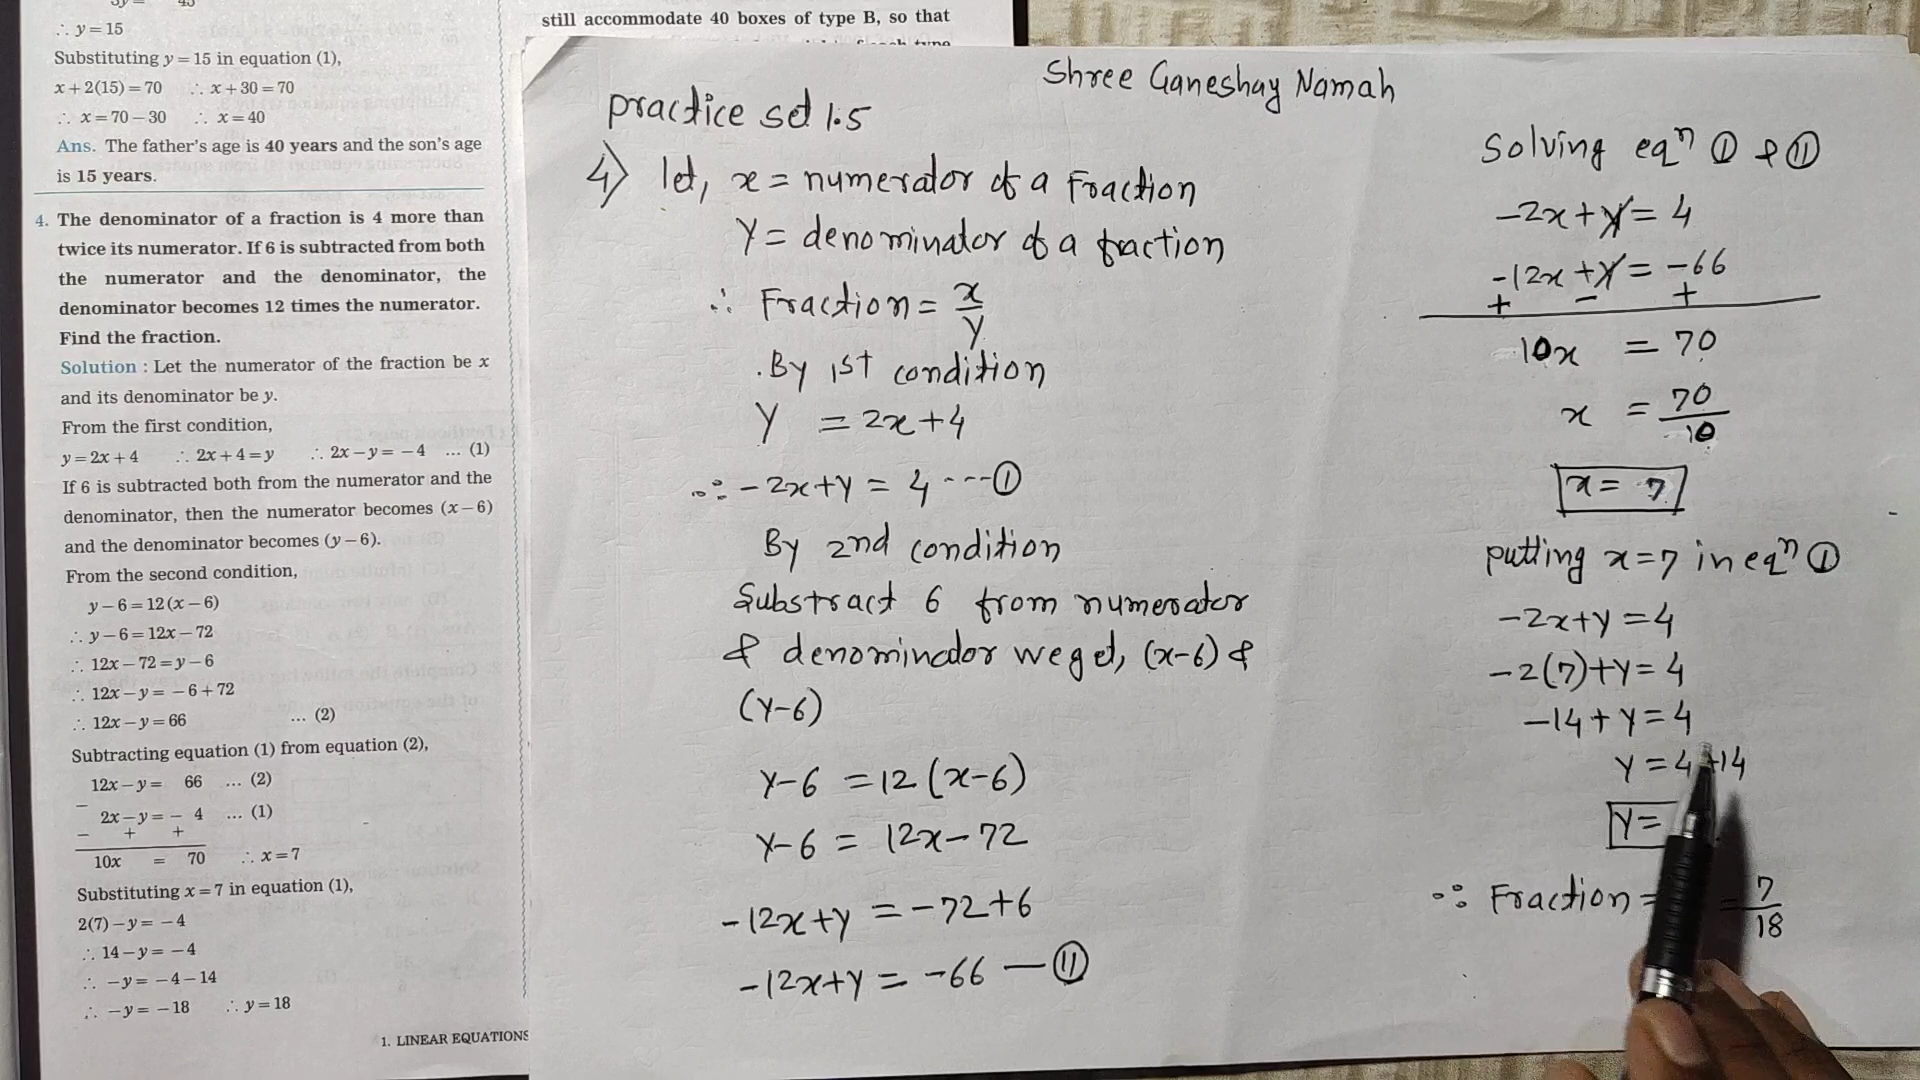 ∴ y = 15
Substituting y = 15 in equation (1),
x + 2(15) = 70 ∴ x + 30 = 70
∴ x = 70 – 30 ∴ x = 40
Ans. The father's age is 40 years and the son's age
is 15 years.
4. The denominator of a fraction is 4 more than
twice its numerator. If 6 is subtracted from both
the numerator and the denominator, the
denominator becomes 12 times the numerator.
Find the fraction.
Solution : Let the numerator of the fraction be x
and its denominator be y.
From the first condition,
y = 2x + 4 ∴ 2x + 4 = y ∴ 2x – y = – 4 ... (1)
If 6 is subtracted both from the numerator and the
denominator, then the numerator becomes (x – 6)
and the denominator becomes (y – 6).
From the second condition,
y – 6 = 12 (x – 6)
∴ y – 6 = 12x – 72
∴ 12x – 72 = y – 6
∴ 12x – y = – 6 + 72
∴ 12x – y = 66 ... (2)
Subtracting equation (1) from equation (2),
12x – y = 66 ... (2)
– 2x – y = – 4 ... (1)
– + +
10x = 70 ∴ x = 7
Substituting x = 7 in equation (1),
2(7) – y = – 4
∴ 14 – y = – 4
∴ – y = – 4 – 14
∴ – y = – 18 ∴ y = 18
1. LINEAR EQUATIONS
still accommodate 40 boxes of type B, so that
Shree Ganeshay Namah
practice set 1.5
4) let, x = numerator of a Fraction
Y = denominator of a fraction
∴ Fraction = x/y
By 1st condition
Y = 2x+4
∴ -2x+y = 4 ---①
By 2nd condition
Substract 6 from numerator
& denominator we get, (x-6) &
(y-6)
y-6 = 12(x-6)
y-6 = 12x-72
-12x+y = -72+6
-12x+y = -66 —⑪
Solving eqⁿ ① & ⑪
-2x+y = 4
-12x+y = -66
+ - +
10x = 70
x = 70/10
x = 7
putting x=7 in eqⁿ ①
-2x+y=4
-2(7)+y=4
-14+y=4
y=4+14
y=
∴ Fraction = = 7/18